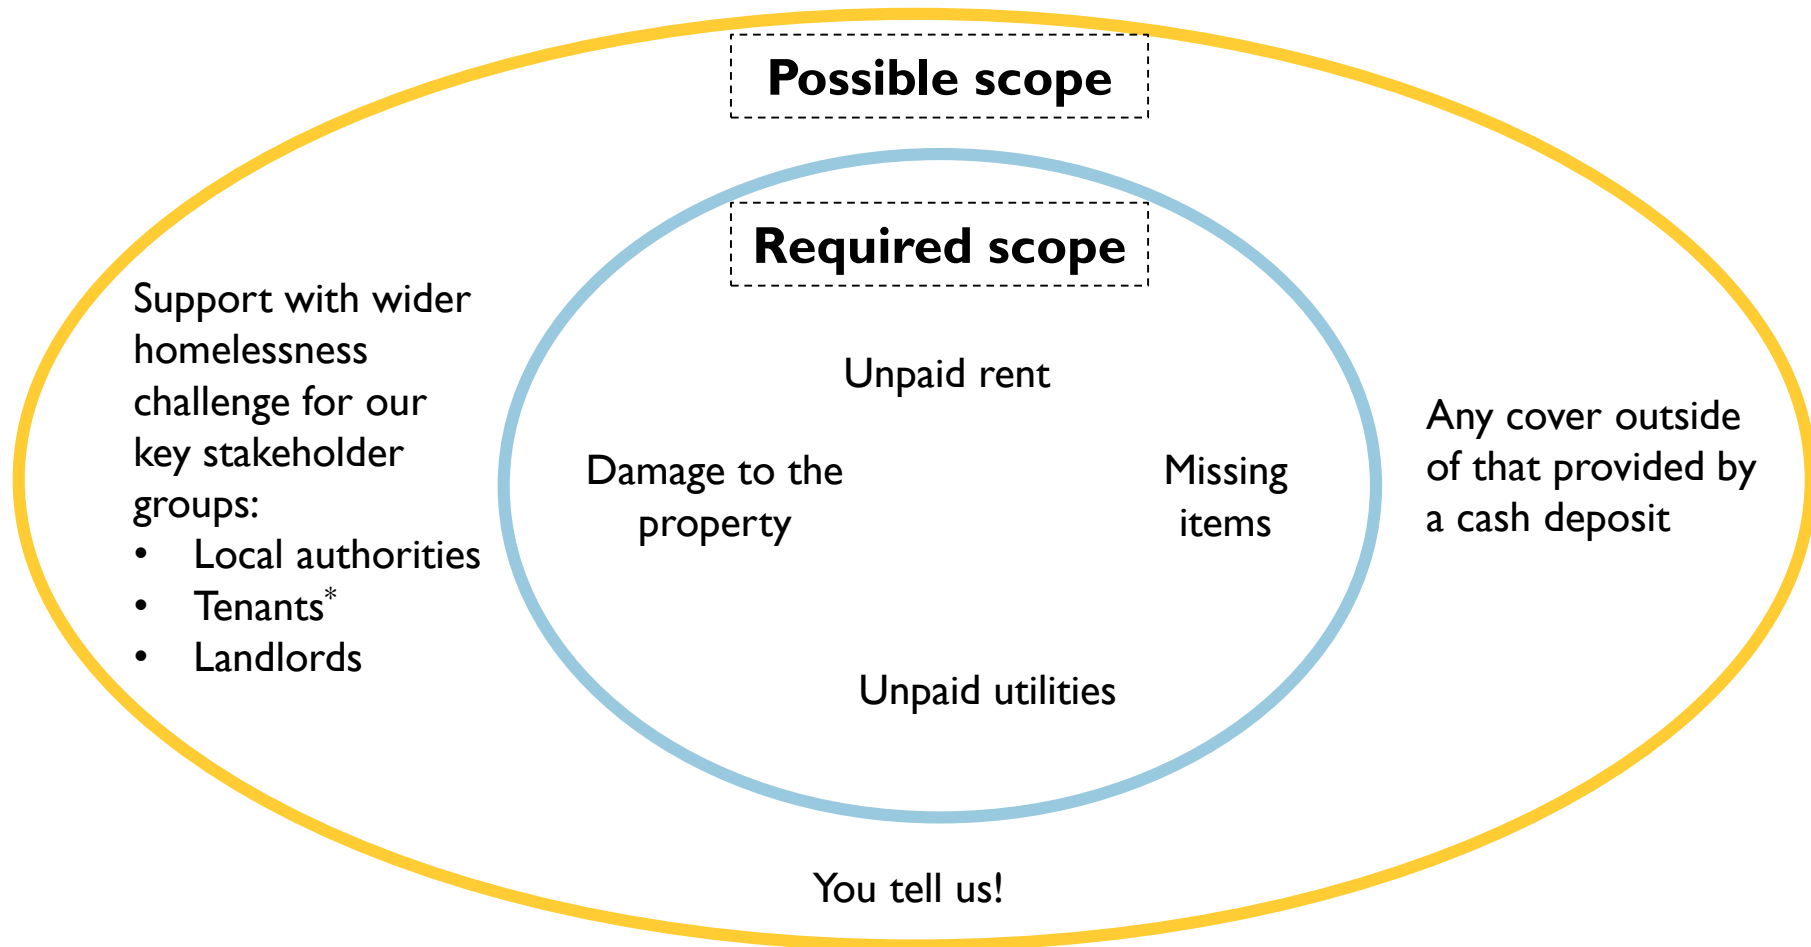 Possible scope
Required scope
Support with wider
homelessness
challenge for our
key stakeholder
groups:
• Local authorities
• Tenants*
• Landlords
Unpaid rent
Damage to the
property
Missing
items
Unpaid utilities
Any cover outside
of that provided by
a cash deposit
You tell us!